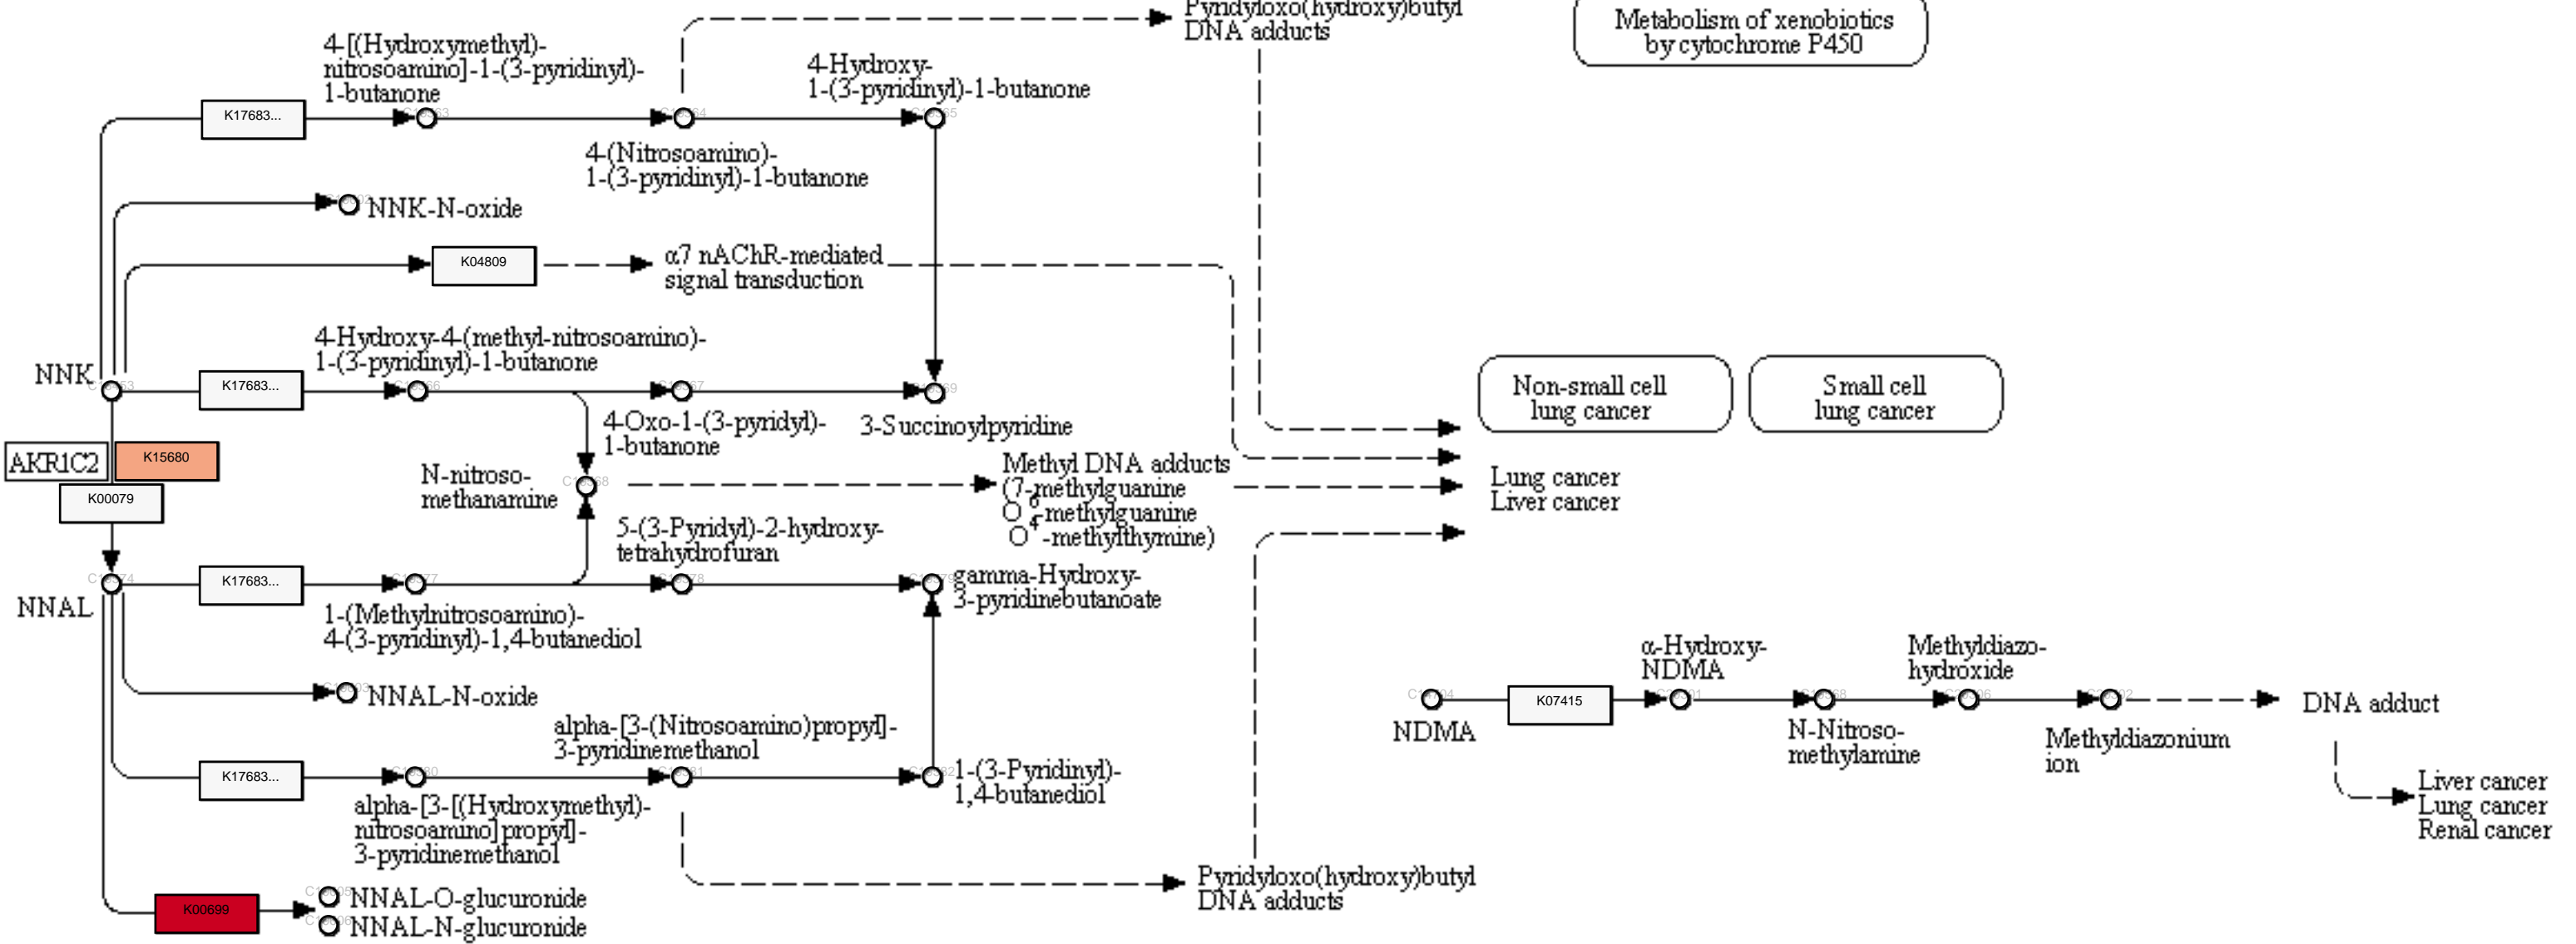 Pyridyloxo(hydroxy)butyl
DNA adducts
Metabolism of xenobiotics
by cytochrome P450
4-[(Hydroxymethyl)-
nitrosoamino]-1-(3-pyridinyl)-
1-butanone
4-Hydroxy-
1-(3-pyridinyl)-1-butanone
K17683...
4-(Nitrosoamino)-
1-(3-pyridinyl)-1-butanone
NNK-N-oxide
K04809
α7 nAChR-mediated
signal transduction
4-Hydroxy-4-(methyl-nitrosoamino)-
1-(3-pyridinyl)-1-butanone
NNK
K17683...
Non-small cell
lung cancer
Small cell
lung cancer
4-Oxo-1-(3-pyridyl)-
1-butanone
3-Succinoylpyridine
AKR1C2
K15680
K00079
N-nitroso-
methanamine
Methyl DNA adducts
(7-methylguanine
O6-methylguanine
O4-methylthymine)
Lung cancer
Liver cancer
5-(3-Pyridyl)-2-hydroxy-
tetrahydrofuran
NNAL
K17683...
gamma-Hydroxy-
3-pyridinebutanoate
1-(Methylnitrosoamino)-
4-(3-pyridinyl)-1,4-butanediol
NNAL-N-oxide
α-Hydroxy-
NDMA
Methyldiazo-
hydroxide
K07415
NDMA
N-Nitroso-
methylamine
Methyldiazonium
ion
DNA adduct
alpha-[3-(Nitrosoamino)propyl]-
3-pyridinemethanol
K17683...
1-(3-Pyridinyl)-
1,4-butanediol
alpha-[3-[(Hydroxymethyl)-
nitrosoamino]propyl]-
3-pyridinemethanol
Liver cancer
Lung cancer
Renal cancer
Pyridyloxo(hydroxy)butyl
DNA adducts
K00699
NNAL-O-glucuronide
NNAL-N-glucuronide